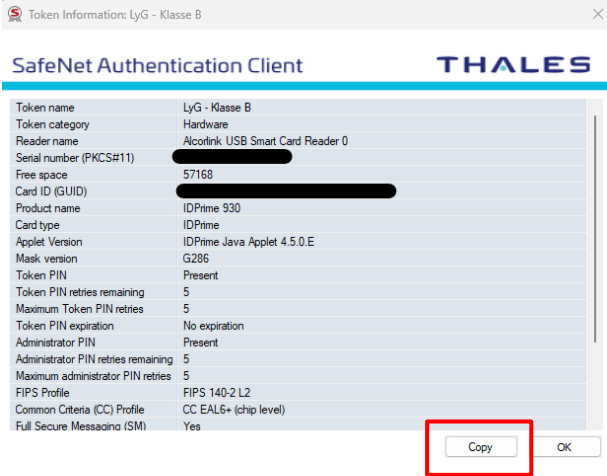 Token Information: LyG - Klasse B
SafeNet Authentication Client THALES
Token name LyG - Klasse B
Token category Hardware
Reader name Alcorlink USB Smart Card Reader 0
Serial number (PKCS#11)
Free space 57168
Card ID (GUID)
Product name IDPrime 930
Card type IDPrime
Applet Version IDPrime Java Applet 4.5.0.E
Mask version G286
Token PIN Present
Token PIN retries remaining 5
Maximum Token PIN retries 5
Token PIN expiration No expiration
Administrator PIN Present
Administrator PIN retries remaining 5
Maximum administrator PIN retries 5
FIPS Profile FIPS 140-2 L2
Common Criteria (CC) Profile CC EAL6+ (chip level)
Full Secure Messaging (SM) Yes
Copy OK